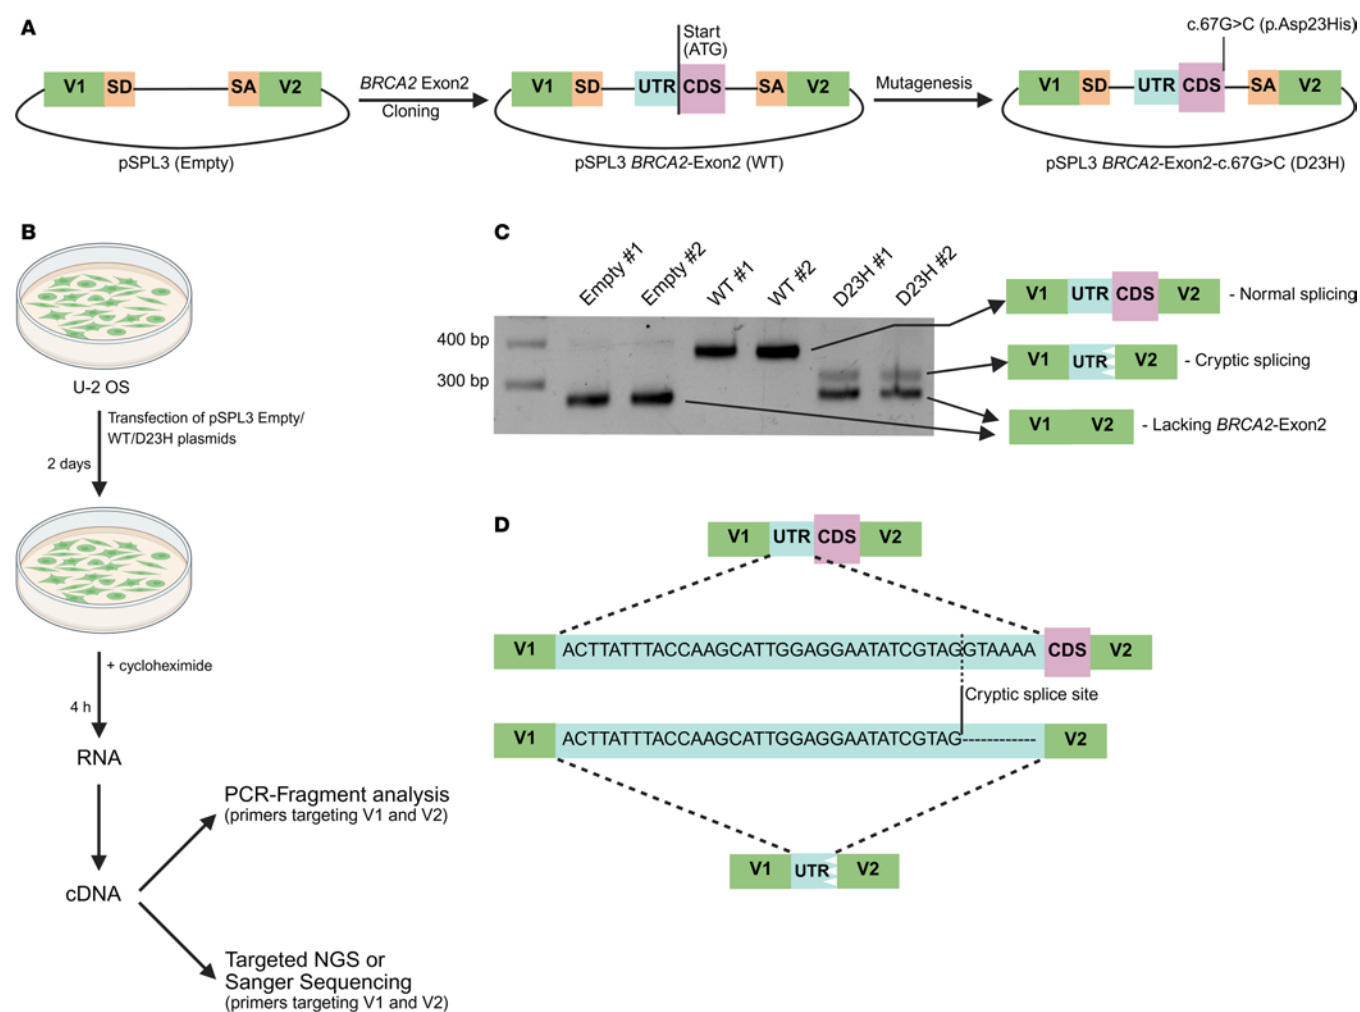 A
V1 SD SA V2
pSPL3 (Empty)
BRCA2 Exon2
Cloning
Start
(ATG)
V1 SD UTR CDS SA V2
pSPL3 BRCA2-Exon2 (WT)
Mutagenesis
c.67G>C (p.Asp23His)
V1 SD UTR CDS SA V2
pSPL3 BRCA2-Exon2-c.67G>C (D23H)
B
U-2 OS
Transfection of pSPL3 Empty/
WT/D23H plasmids
2 days
+ cycloheximide
4 h
RNA
cDNA
PCR-Fragment analysis
(primers targeting V1 and V2)
Targeted NGS or
Sanger Sequencing
(primers targeting V1 and V2)
C
Empty #1
Empty #2
WT #1
WT #2
D23H #1
D23H #2
400 bp
300 bp
V1 UTR CDS V2 - Normal splicing
V1 UTR V2 - Cryptic splicing
V1 V2 - Lacking BRCA2-Exon2
D
V1 UTR CDS V2
V1 ACTTATTTACCAAGCATTGGAGGAATATCGTAGGTAAAA CDS V2
Cryptic splice site
V1 ACTTATTTACCAAGCATTGGAGGAATATCGTAG------------ V2
V1 UTR V2